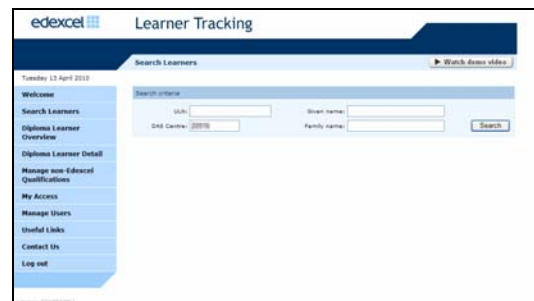 edexcel
Learner Tracking
Search Learners
Watch demo video
Tuesday 13 April 2010
Welcome
Search criteria
Search Learners
ULN:
Given name:
Diploma Learner
Overview
DAS Centre:
Family name:
Search
Diploma Learner Detail
Manage non-Edexcel
Qualifications
My Access
Manage Users
Useful Links
Contact Us
Log out